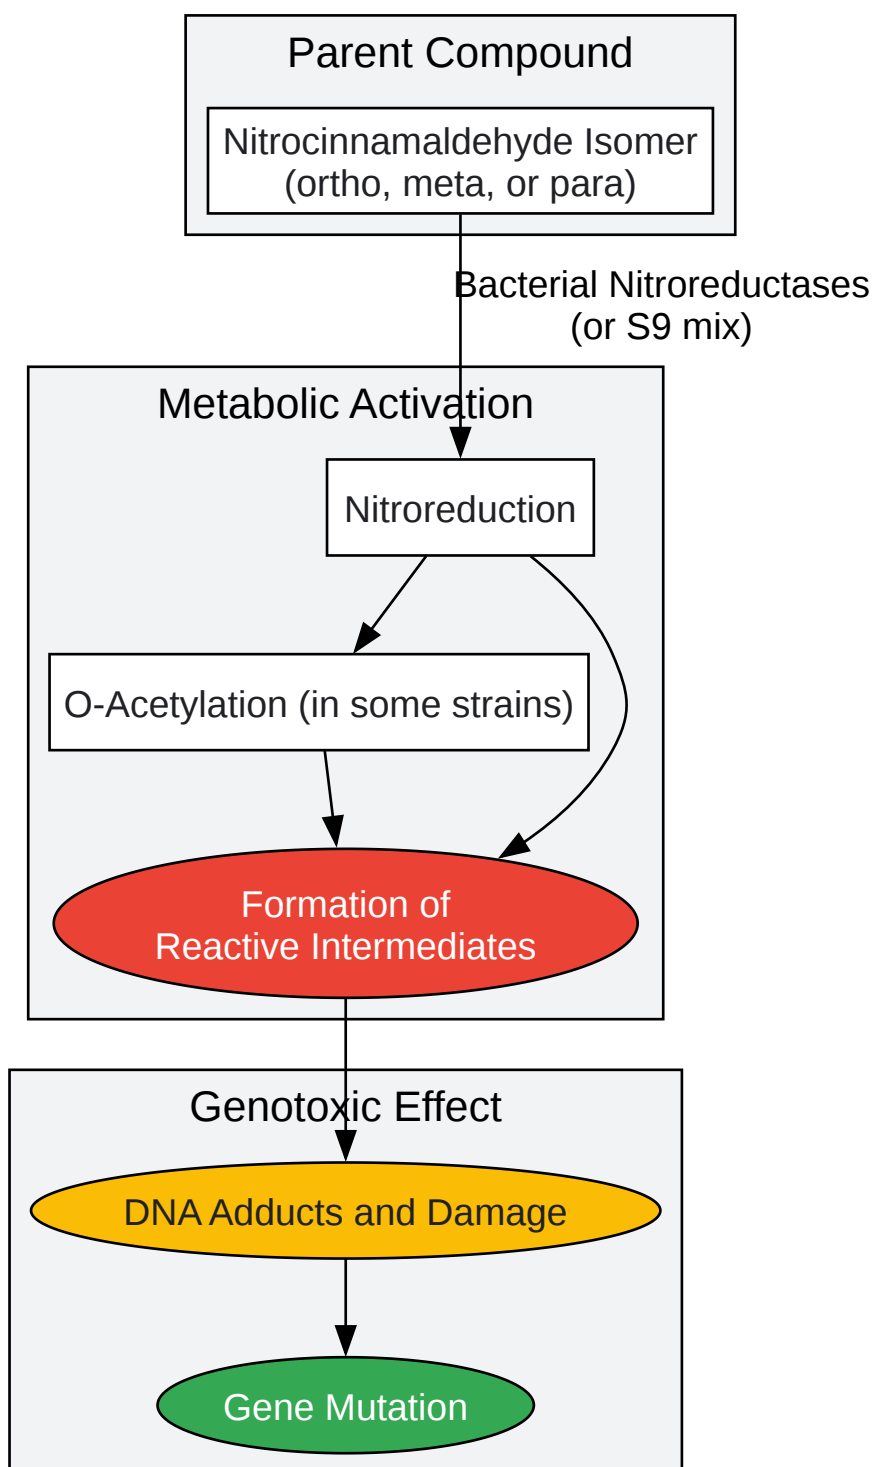 Parent Compound
Nitrocinnamaldehyde Isomer
(ortho, meta, or para)
Bacterial Nitroreductases
(or S9 mix)
Metabolic Activation
Nitroreduction
O-Acetylation (in some strains)
Formation of
Reactive Intermediates
Genotoxic Effect
DNA Adducts and Damage
Gene Mutation